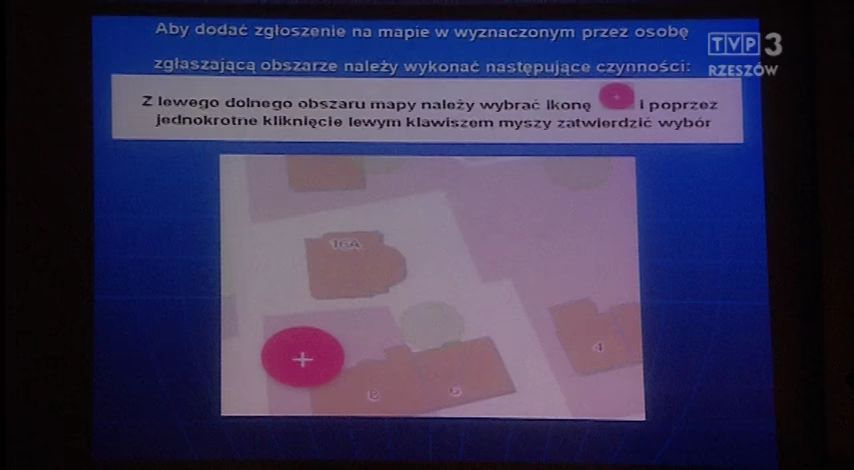 Aby dodać zgłoszenie na mapie w wyznaczonym przez osobę
zgłaszającą obszarze należy wykonać następujące czynności:
TVP3
RZESZÓW
Z lewego dolnego obszaru mapy należy wybrać ikonę + i poprzez
jednokrotne kliknięcie lewym klawiszem myszy zatwierdzić wybór
16A
+
4